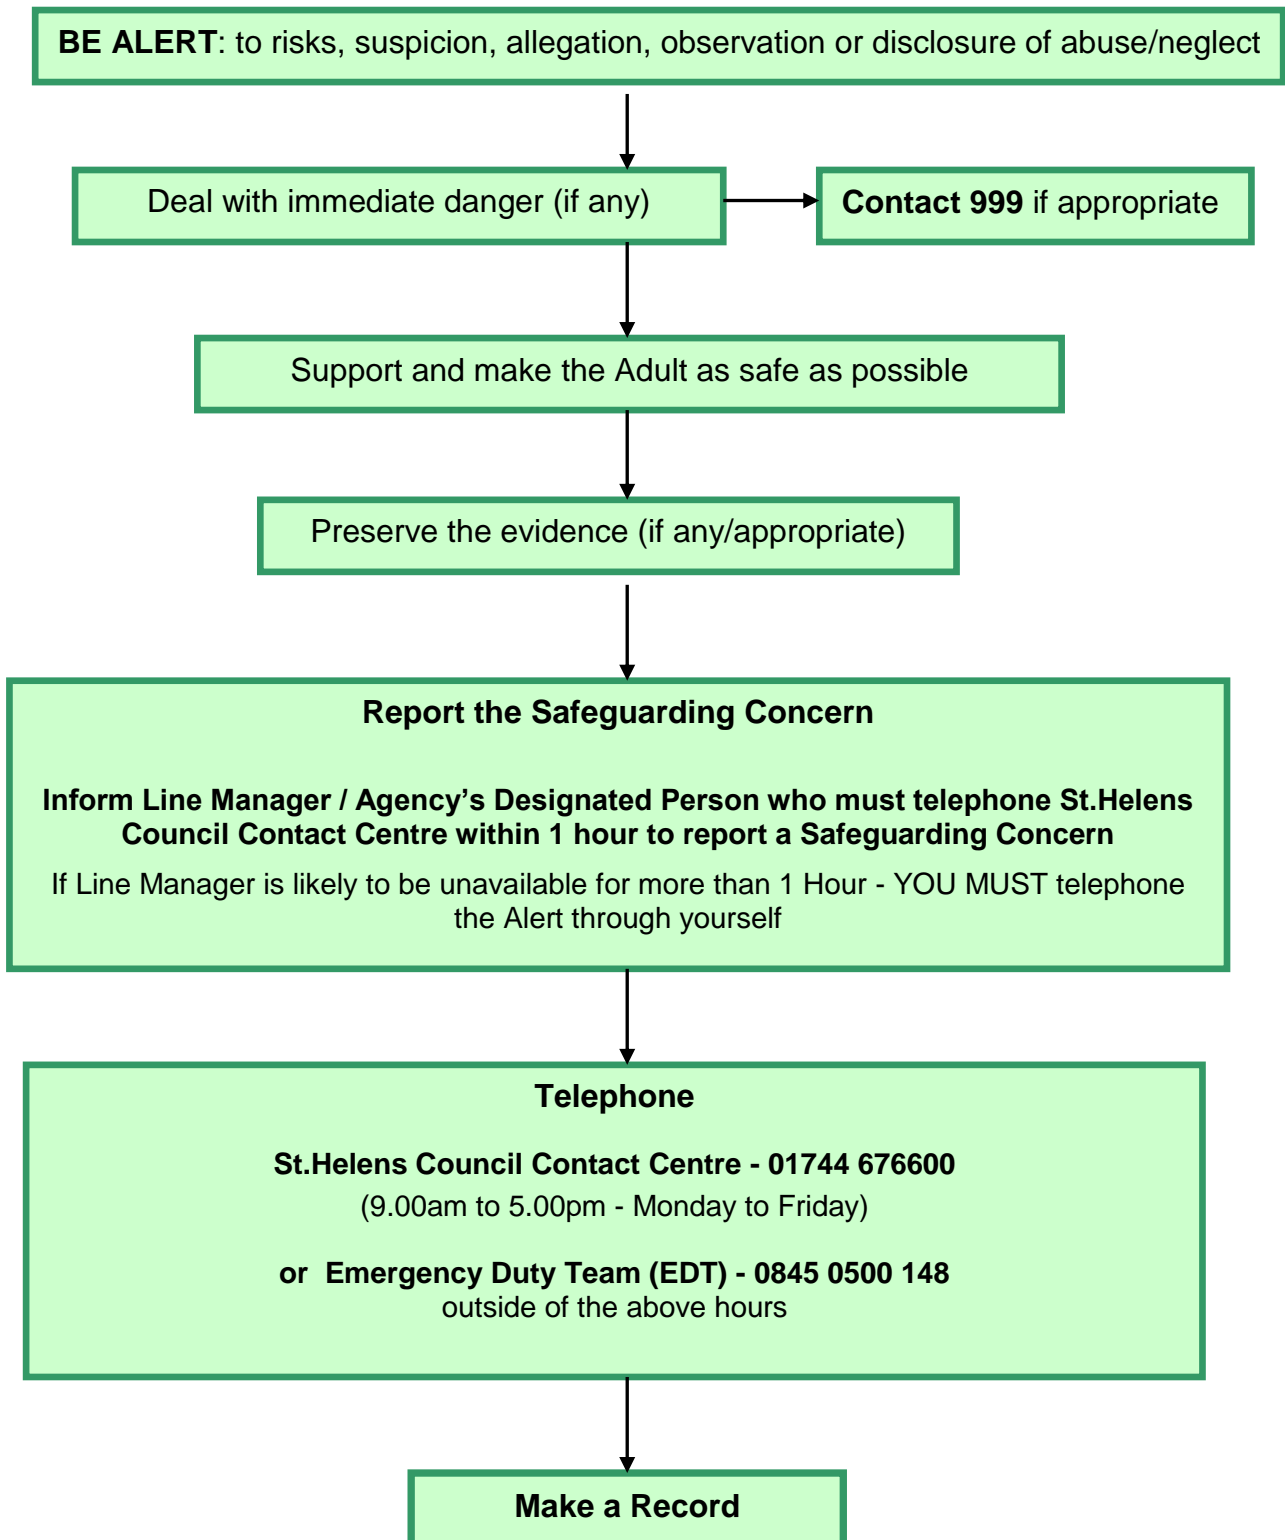 BE ALERT: to risks, suspicion, allegation, observation or disclosure of abuse/neglect
Deal with immediate danger (if any)
Contact 999 if appropriate
Support and make the Adult as safe as possible
Preserve the evidence (if any/appropriate)
Report the Safeguarding Concern
Inform Line Manager / Agency’s Designated Person who must telephone St.Helens
Council Contact Centre within 1 hour to report a Safeguarding Concern
If Line Manager is likely to be unavailable for more than 1 Hour - YOU MUST telephone
the Alert through yourself
Telephone
St.Helens Council Contact Centre - 01744 676600
(9.00am to 5.00pm - Monday to Friday)
or Emergency Duty Team (EDT) - 0845 0500 148
outside of the above hours
Make a Record